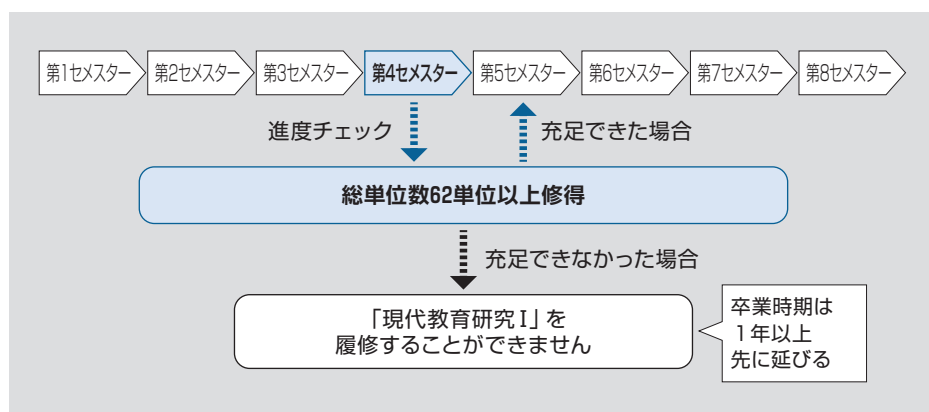 第1セメスター
第2セメスター
第3セメスター
第4セメスター
第5セメスター
第6セメスター
第7セメスター
第8セメスター
進度チェック
充足できた場合
総単位数62単位以上修得
充足できなかった場合
「現代教育研究Ⅰ」を
履修することができません
卒業時期は
1年以上
先に延びる